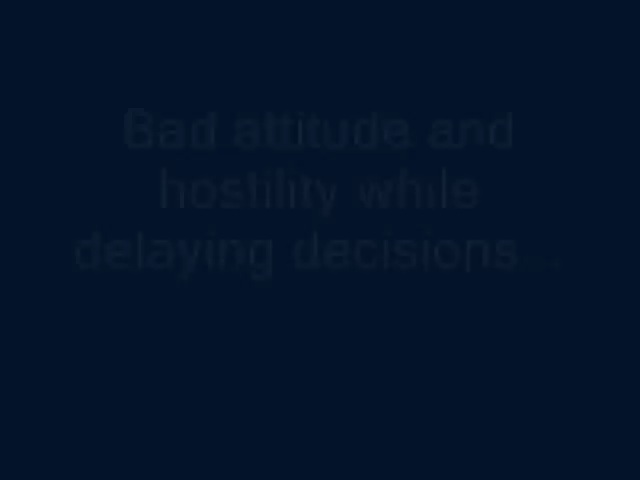 Bad attitude and
hostility while
delaying decisions...